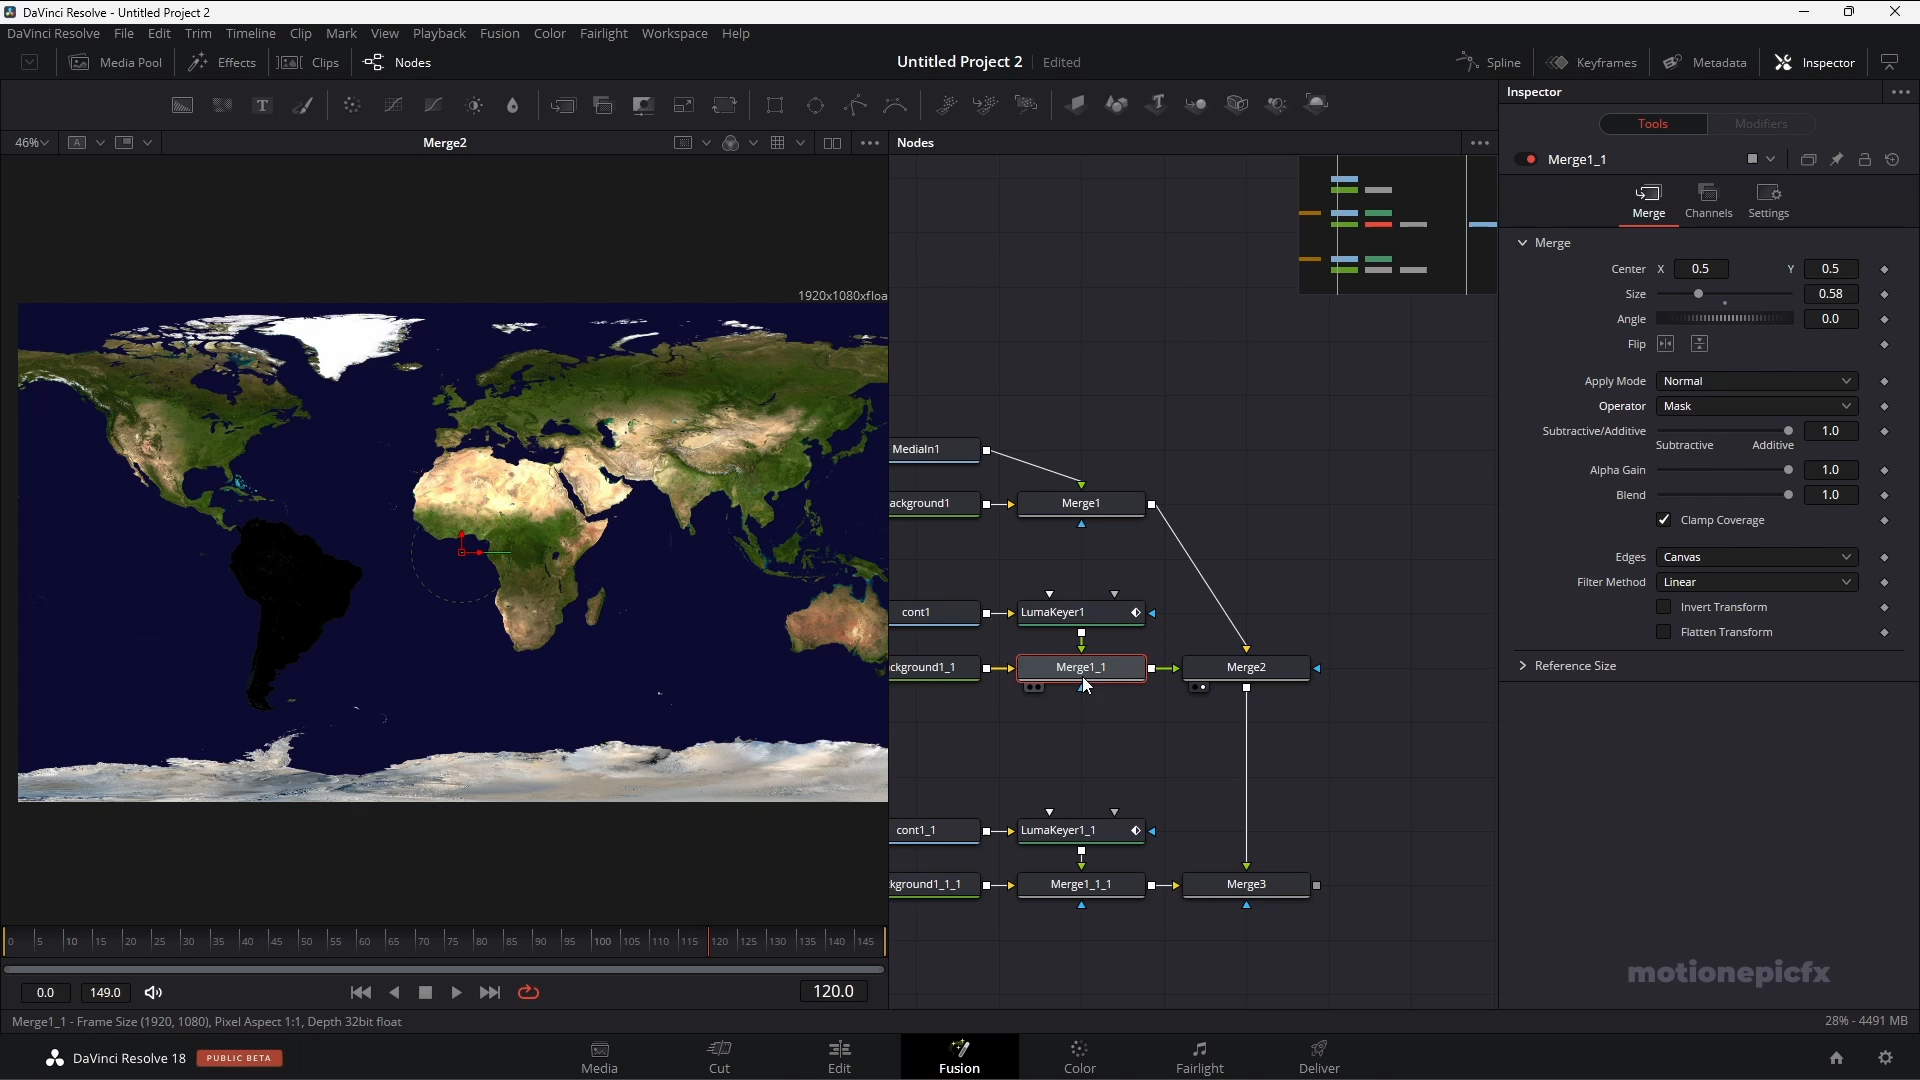 DaVinci Resolve - Untitled Project 2
DaVinci Resolve File Edit Trim Timeline Clip Mark View Playback Fusion Color Fairlight Workspace Help
Media Pool Effects Clips Nodes Untitled Project 2 Edited Spline Keyframes Metadata Inspector
46% A Merge2 Nodes
Inspector
Tools Modifiers
Merge1_1
Merge Channels Settings
Merge
Center X 0.5 Y 0.5
Size 0.58
Angle 0.0
Flip
Apply Mode Normal
Operator Mask
Subtractive/Additive 1.0
Subtractive Additive
Alpha Gain 1.0
Blend 1.0
Clamp Coverage
Edges Canvas
Filter Method Linear
Invert Transform
Flatten Transform
Reference Size
1920x1080xfloa
MediaIn1
ackground1 Merge1
cont1 LumaKeyer1
ckground1_1 Merge1_1 Merge2
cont1_1 LumaKeyer1_1
kground1_1_1 Merge1_1_1 Merge3
0 5 10 15 20 25 30 35 40 45 50 55 60 65 70 75 80 85 90 95 100 105 110 115 120 125 130 135 140 145
0.0 149.0 120.0
motionepicfx
Merge1_1 - Frame Size (1920, 1080), Pixel Aspect 1:1, Depth 32bit float 28% - 4491 MB
DaVinci Resolve 18 PUBLIC BETA Media Cut Edit Fusion Color Fairlight Deliver